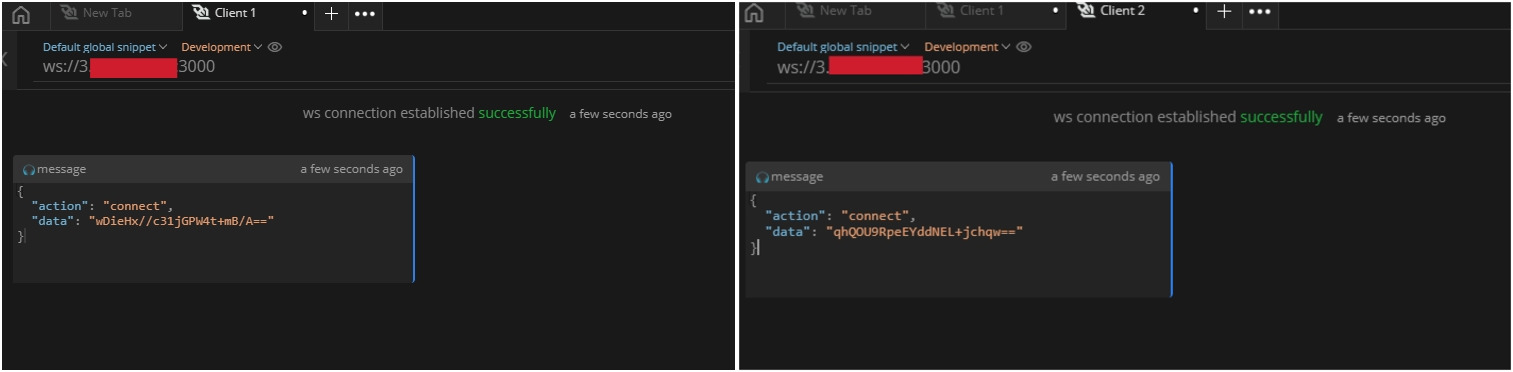 New Tab
Client 1
Default global snippet Development
ws://3. 3000
ws connection established successfully a few seconds ago
message a few seconds ago
{
"action": "connect",
"data": "wDieHx//c31jGPW4t+mB/A=="
}
New Tab
Client 1
Client 2
Default global snippet Development
ws://3. 3000
ws connection established successfully a few seconds ago
message a few seconds ago
{
"action": "connect",
"data": "qhQOU9RpeEYddNEL+jchqw=="
}